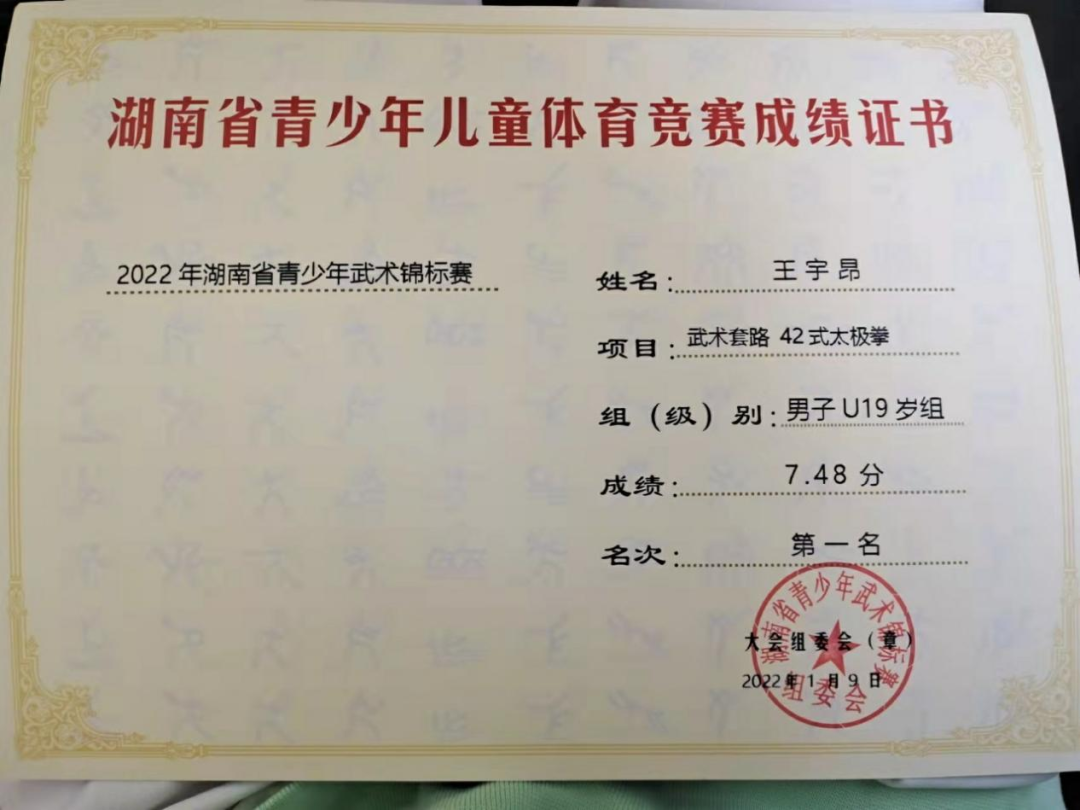 湖南省青少年儿童体育竞赛成绩证书
2022年湖南省青少年武术锦标赛
姓名：王宇昂
项目：武术套路 42式太极拳
组（级）别：男子U19岁组
成绩：7.48 分
名次：第一名
湖南省青少年武术锦标赛
大会组委会（章）
2022年1月9日
组委会